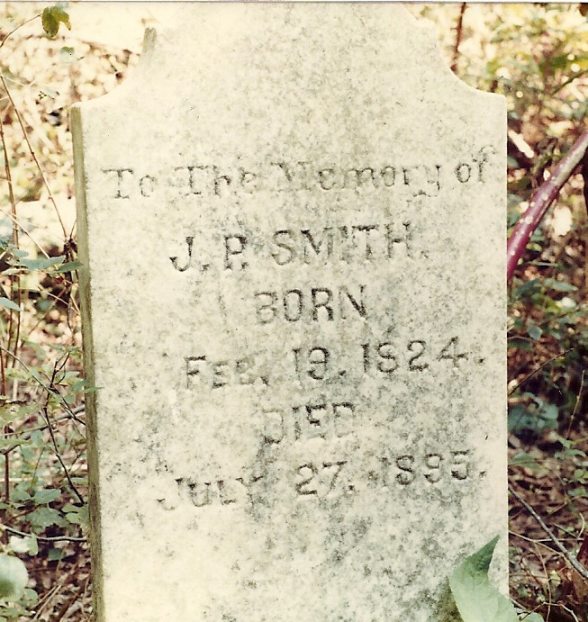 To The Memory of
J. P. SMITH.
BORN
FEB. 19. 1824.
DIED
JULY 27. 1895.